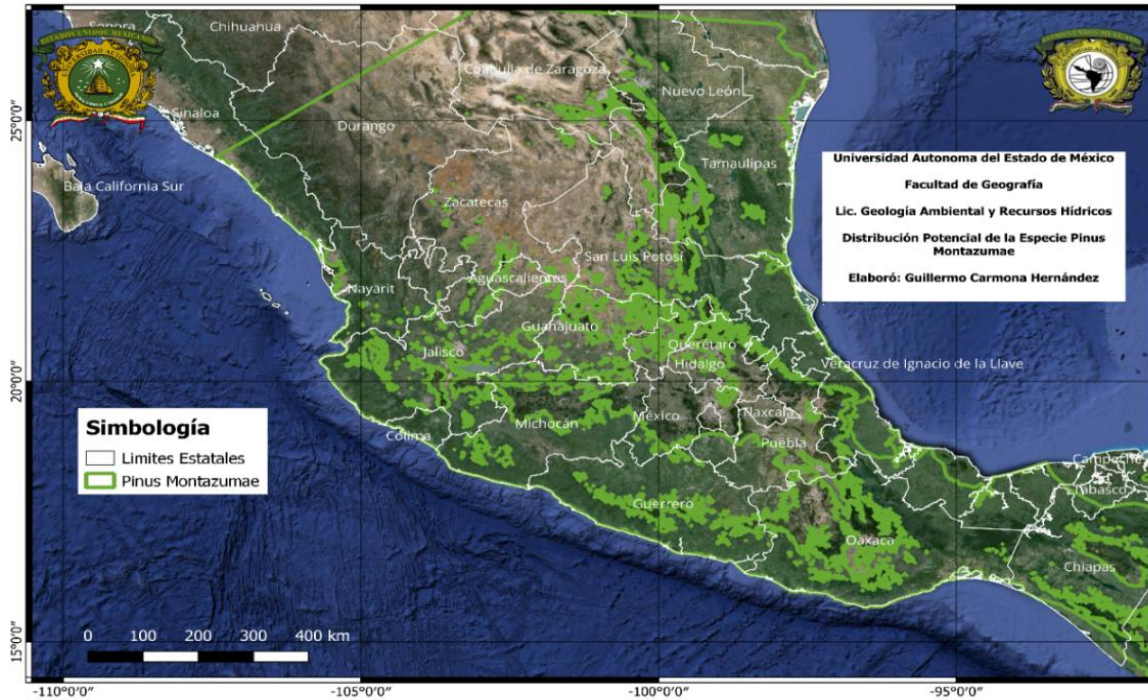 Sonora
Chihuahua
Coahuila de Zaragoza
Nuevo León
Sinaloa
Durango
Tamaulipas
Baja California Sur
Zacatecas
San Luis Potosí
Aguascalientes
Nayarit
Guanajuato
Querétaro
Hidalgo
Jalisco
Veracruz de Ignacio de la Llave
Michocán
México
Tlaxcala
Colima
Puebla
Guerrero
Oaxaca
Campeche
Tabasco
Chiapas
ESTADOS UNIDOS MEXICANOS
Universidad Autonoma del Estado de México
Facultad de Geografía
Lic. Geología Ambiental y Recursos Hídricos
Distribución Potencial de la Especie Pinus
Montazumae
Elaboró: Guillermo Carmona Hernández
Simbología
Limites Estatales
Pinus Montazumae
0 100 200 300 400 km
25°0'0"
20°0'0"
15°0'0"
-110°0'0" -105°0'0" -100°0'0" -95°0'0"